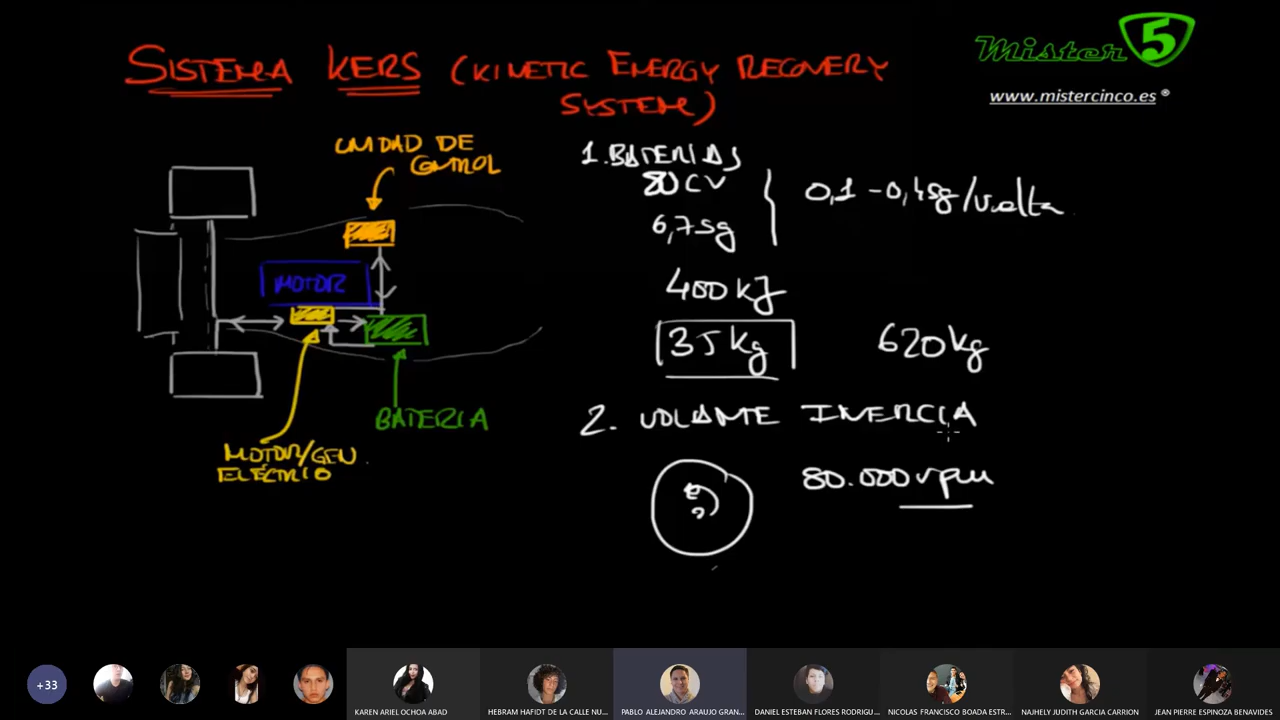 SISTEMA KERS (KINETIC ENERGY RECOVERY
SYSTEM)
Mister 5
www.mistercinco.es ®
UNIDAD DE
CONTROL
MOTOR
BATERIA
MOTOR/GEN
ELÉCTRIO
1. BATERIAS
80 CV
6,7 sg
0,1 - 0,4 sg/vuelta
400 kJ
35 kg
620 kg
2. VOLANTE INERCIA
80.000 rpm
+33
KAREN ARIEL OCHOA ABAD
HEBRAM HAFIDT DE LA CALLE NU...
PABLO ALEJANDRO ARAUJO GRAN...
DANIEL ESTEBAN FLORES RODRIGU...
NICOLAS FRANCISCO BOADA ESTR...
NAJHELY JUDITH GARCIA CARRION
JEAN PIERRE ESPINOZA BENAVIDES